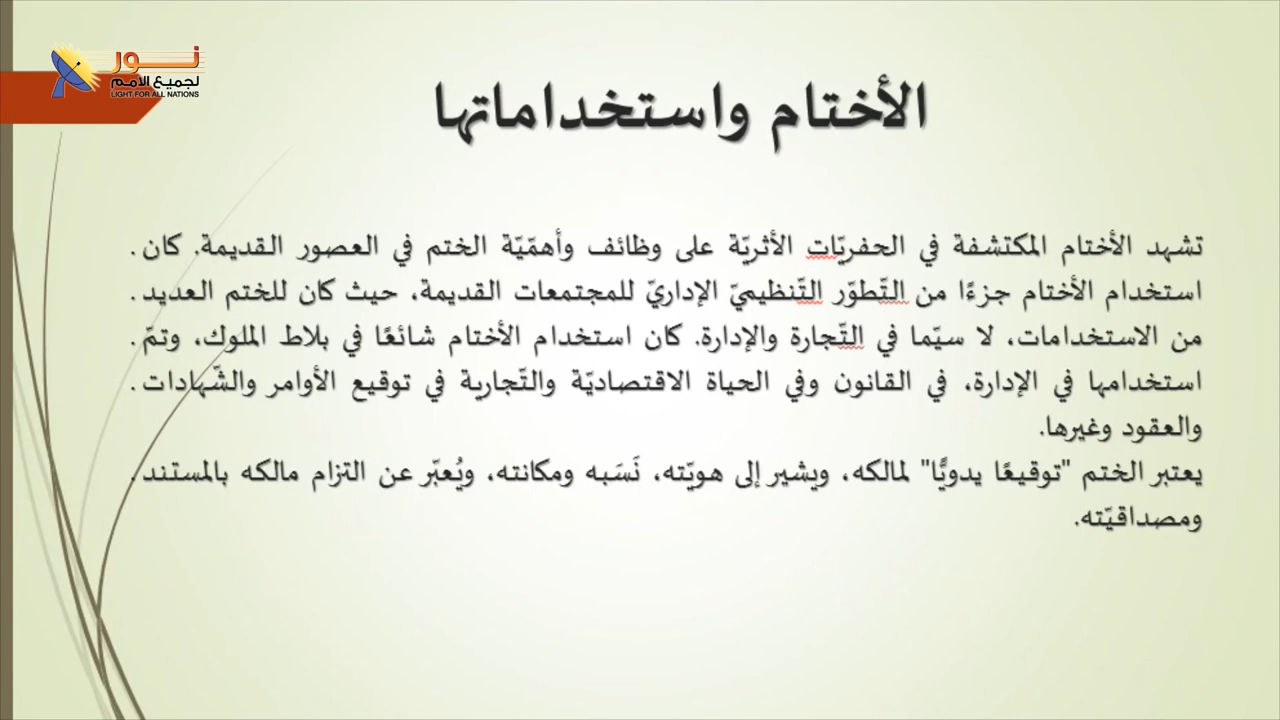 نور
لجميع الأمم
LIGHT FOR ALL NATIONS
الأختام واستخداماتها
تشهد الأختام المكتشفة في الحفريّات الأثريّة على وظائف وأهمّيّة الختم في العصور القديمة. كان .
استخدام الأختام جزءًا من التّطوّر التّنظيميّ الإداريّ للمجتمعات القديمة، حيث كان للختم العديد .
من الاستخدامات، لا سيّما في التّجارة والإدارة. كان استخدام الأختام شائعًا في بلاط الملوك، وتمّ .
استخدامها في الإدارة، في القانون وفي الحياة الاقتصاديّة والتّجارية في توقيع الأوامر والشّهادات .
والعقود وغيرها.
يعتبر الختم "توقيعًا يدويًّا" لمالكه، ويشير إلى هويّته، نَسَبه ومكانته، ويُعبّر عن التزام مالكه بالمستند .
ومصداقيّته.